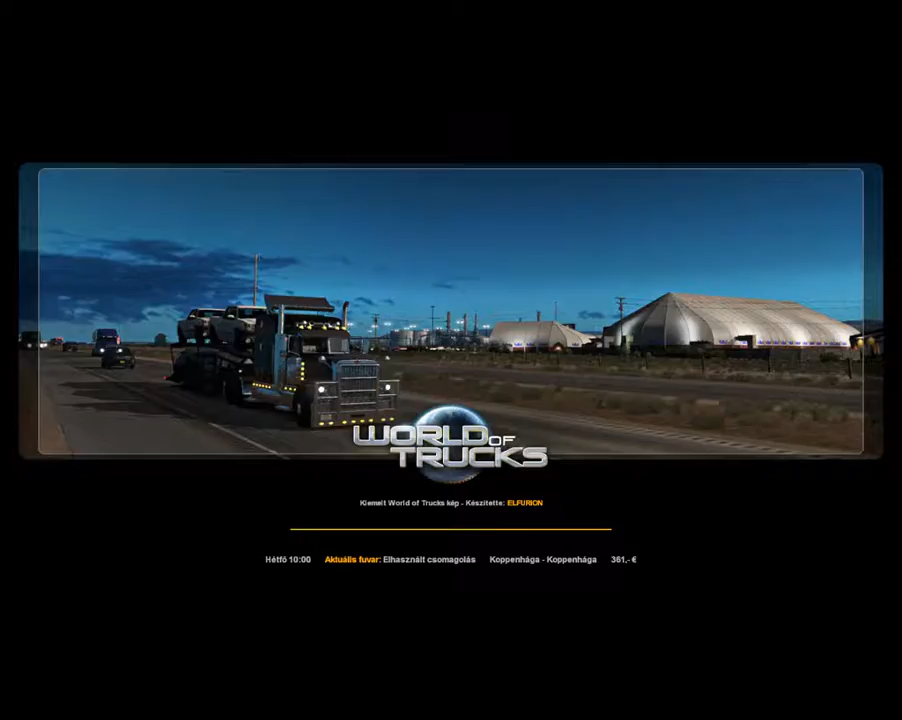 WORLD OF
TRUCKS
Kiemelt World of Trucks kép - Készítette: ELFURION
Hétfő 10:00 Aktuális fuvar: Elhasznált csomagolás Koppenhága - Koppenhága 361,- €